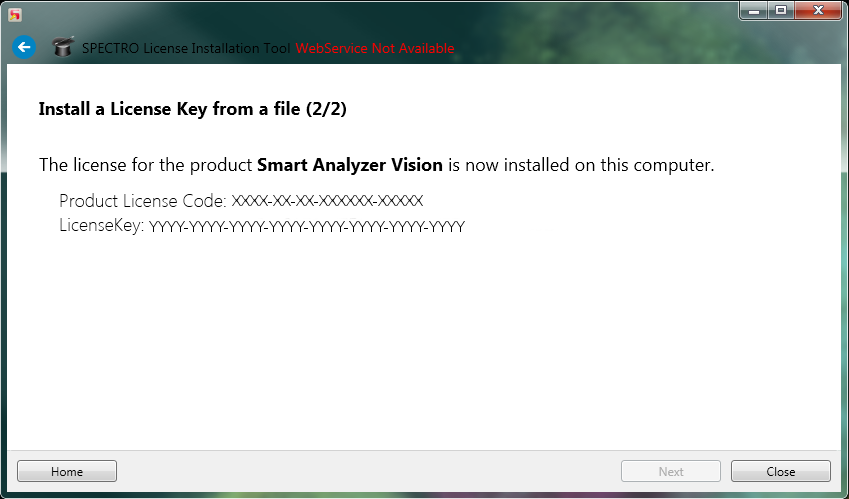 SPECTRO License Installation Tool WebService Not Available
Install a License Key from a file (2/2)
The license for the product Smart Analyzer Vision is now installed on this computer.
Product License Code: XXXX-XX-XX-XXXXXX-XXXXX
LicenseKey: YYYY-YYYY-YYYY-YYYY-YYYY-YYYY-YYYY-YYYY
Home Next Close